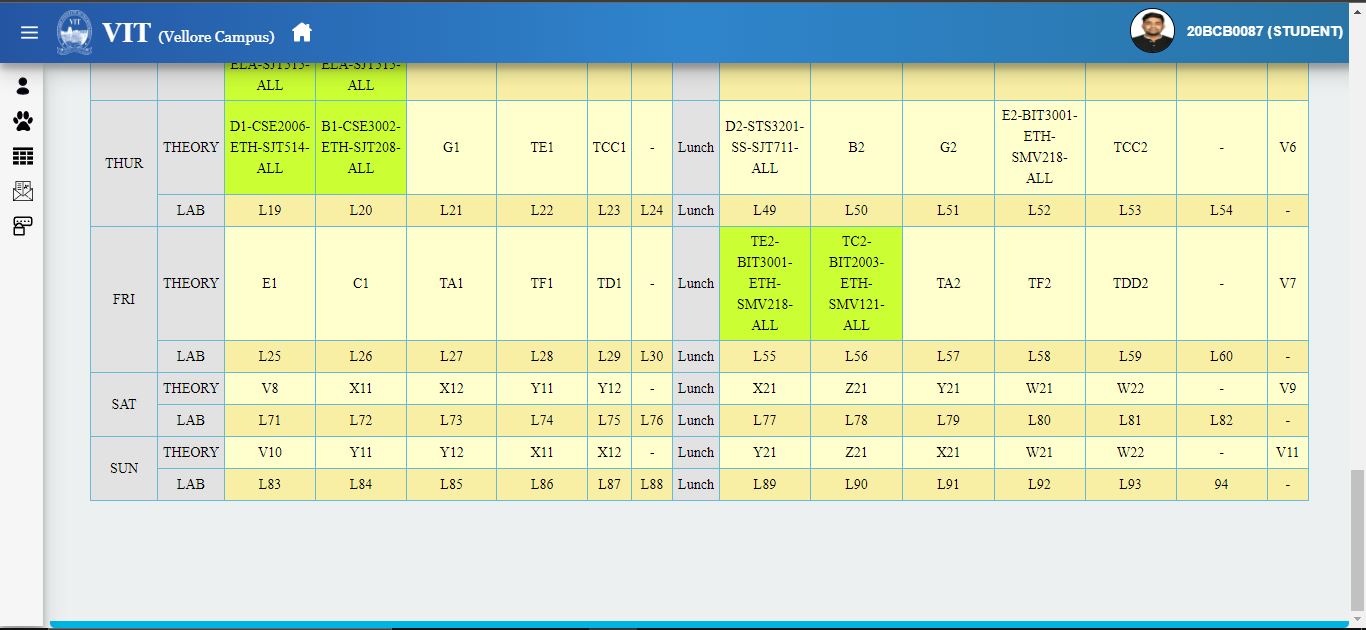 VIT (Vellore Campus)
20BCB0087 (STUDENT)
ELA-SJT515- ELA-SJT515-
ALL ALL
THUR THEORY D1-CSE2006-ETH-SJT514-ALL B1-CSE3002-ETH-SJT208-ALL G1 TE1 TCC1 - Lunch D2-STS3201-SS-SJT711-ALL B2 G2 E2-BIT3001-ETH-SMV218-ALL TCC2 - V6
LAB L19 L20 L21 L22 L23 L24 Lunch L49 L50 L51 L52 L53 L54 -
FRI THEORY E1 C1 TA1 TF1 TD1 - Lunch TE2-BIT3001-ETH-SMV218-ALL TC2-BIT2003-ETH-SMV121-ALL TA2 TF2 TDD2 - V7
LAB L25 L26 L27 L28 L29 L30 Lunch L55 L56 L57 L58 L59 L60 -
SAT THEORY V8 X11 X12 Y11 Y12 - Lunch X21 Z21 Y21 W21 W22 - V9
LAB L71 L72 L73 L74 L75 L76 Lunch L77 L78 L79 L80 L81 L82 -
SUN THEORY V10 Y11 Y12 X11 X12 - Lunch Y21 Z21 X21 W21 W22 - V11
LAB L83 L84 L85 L86 L87 L88 Lunch L89 L90 L91 L92 L93 94 -